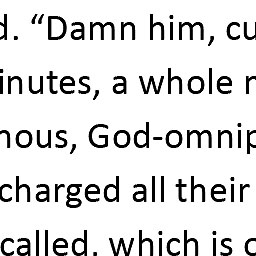 d. “Damn him, cu
inutes, a whole
nous, God-omnip
charged all their
called. which is